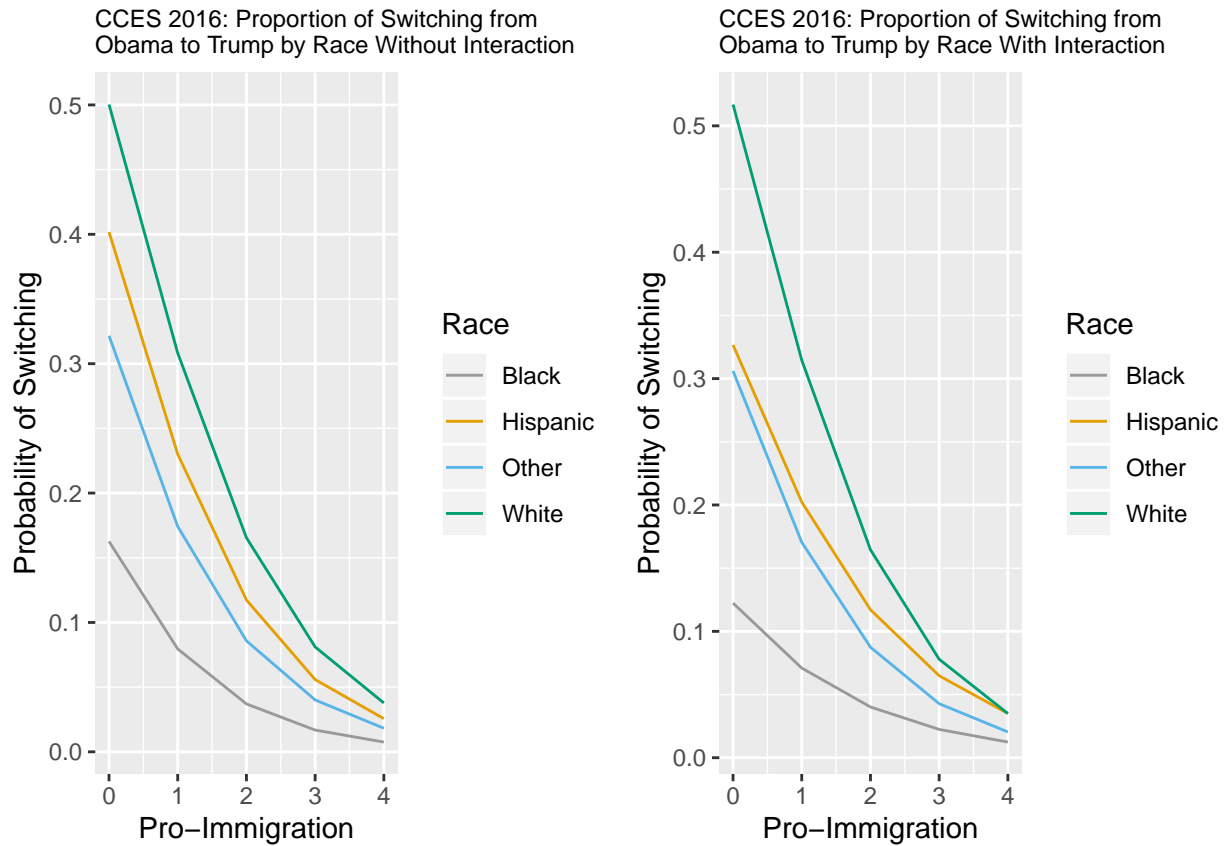 CCES 2016: Proportion of Switching from
Obama to Trump by Race Without Interaction
0.5
0.4
0.3
0.2
0.1
0.0
Probability of Switching
0 1 2 3 4
Pro−Immigration
Race
Black
Hispanic
Other
White
CCES 2016: Proportion of Switching from
Obama to Trump by Race With Interaction
0.5
0.4
0.3
0.2
0.1
0.0
Probability of Switching
0 1 2 3 4
Pro−Immigration
Race
Black
Hispanic
Other
White